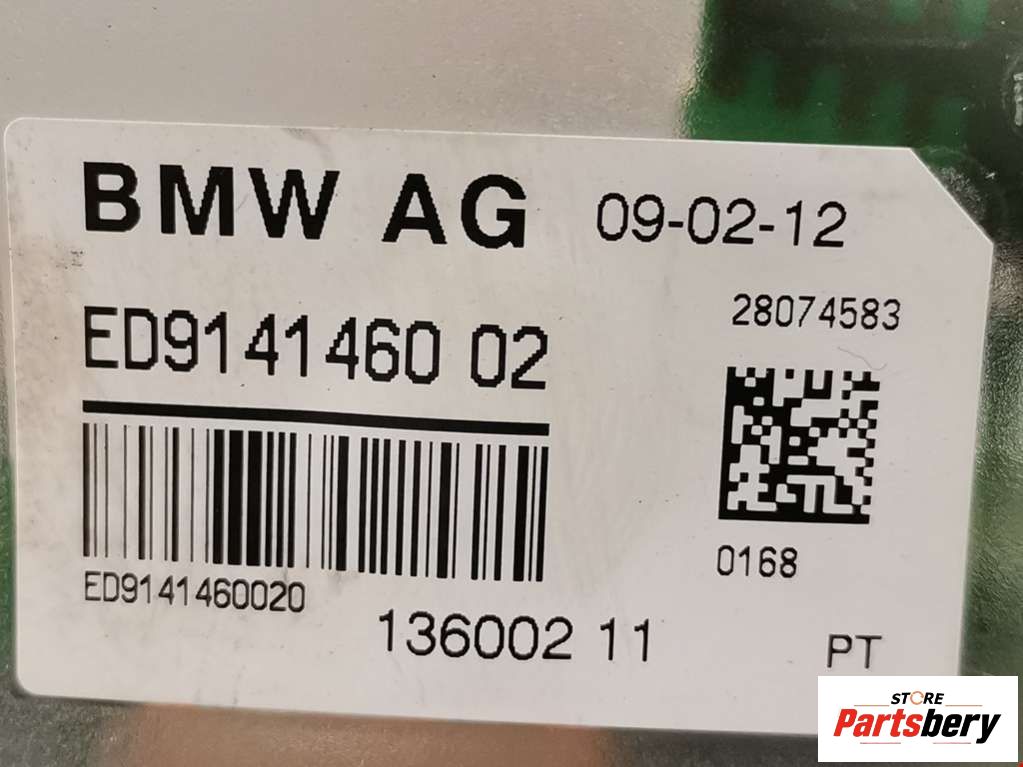 BMW AG 09-02-12
28074583
ED9141460 02
ED9141460020
0168
136002 11
PT
STORE
Partsbery